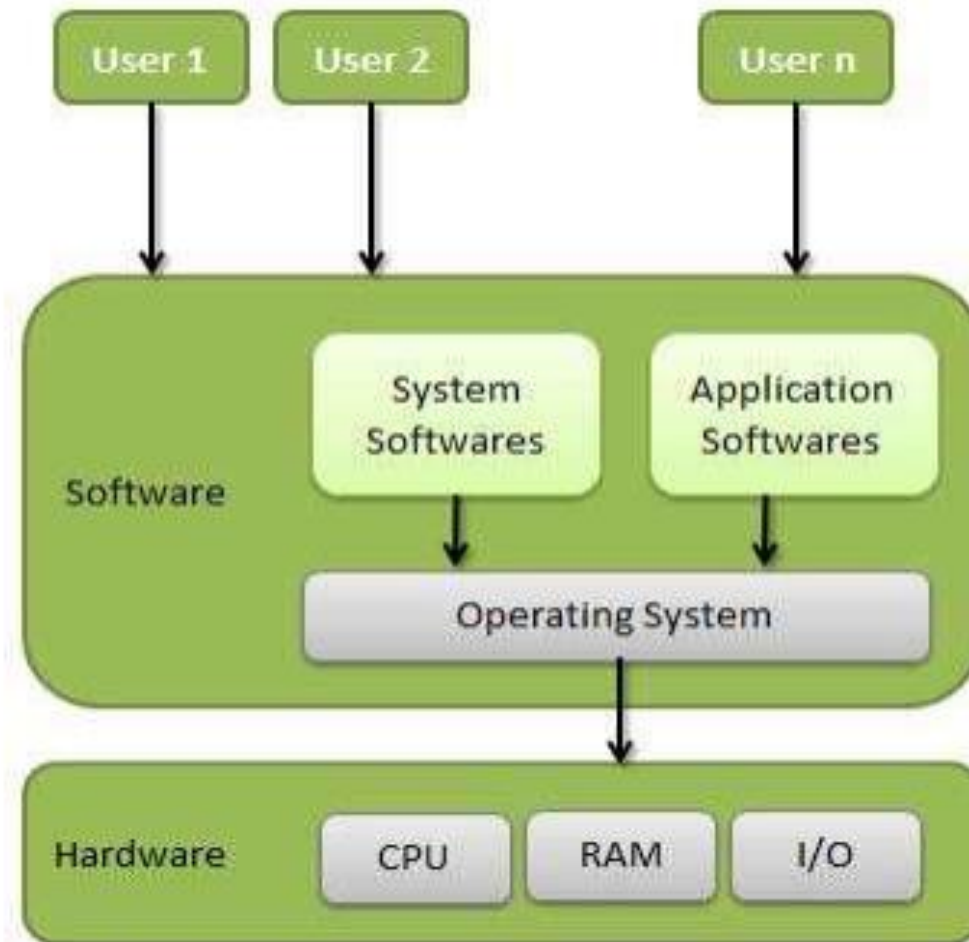 User 1
User 2
User n
System
Softwares
Application
Softwares
Software
Operating System
Hardware
CPU
RAM
I/O